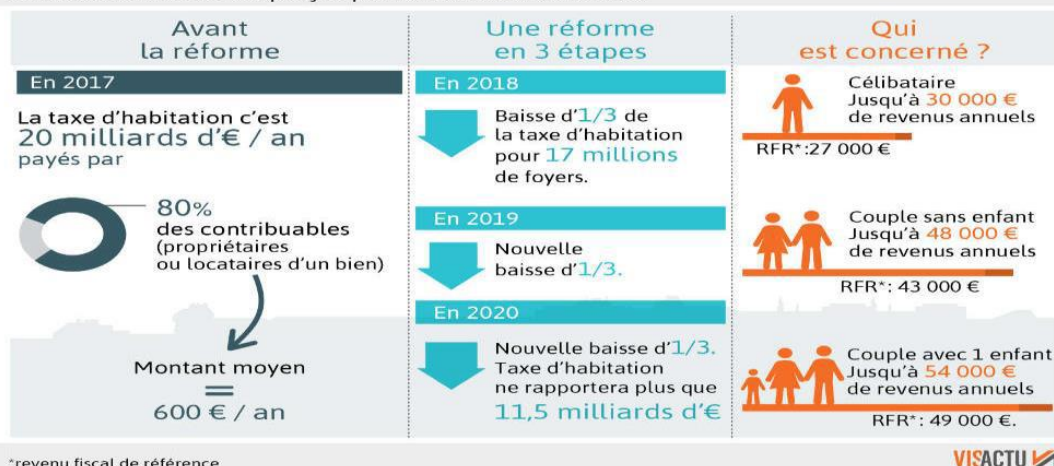 Avant
la réforme
En 2017
La taxe d'habitation c'est
20 milliards d'€ / an
payés par
80%
des contribuables
(propriétaires
ou locataires d'un bien)
Montant moyen
=
600 € / an
Une réforme
en 3 étapes
En 2018
Baisse d'1/3 de
la taxe d'habitation
pour 17 millions
de foyers.
En 2019
Nouvelle
baisse d'1/3.
En 2020
Nouvelle baisse d'1/3.
Taxe d'habitation
ne rapportera plus que
11,5 milliards d'€
Qui
est concerné ?
Célibataire
Jusqu'à 30 000 €
de revenus annuels
RFR*:27 000 €
Couple sans enfant
Jusqu'à 48 000 €
de revenus annuels
RFR*: 43 000 €
Couple avec 1 enfant
Jusqu'à 54 000 €
de revenus annuels
RFR*: 49 000 €.
*revenu fiscal de référence
VISACTU